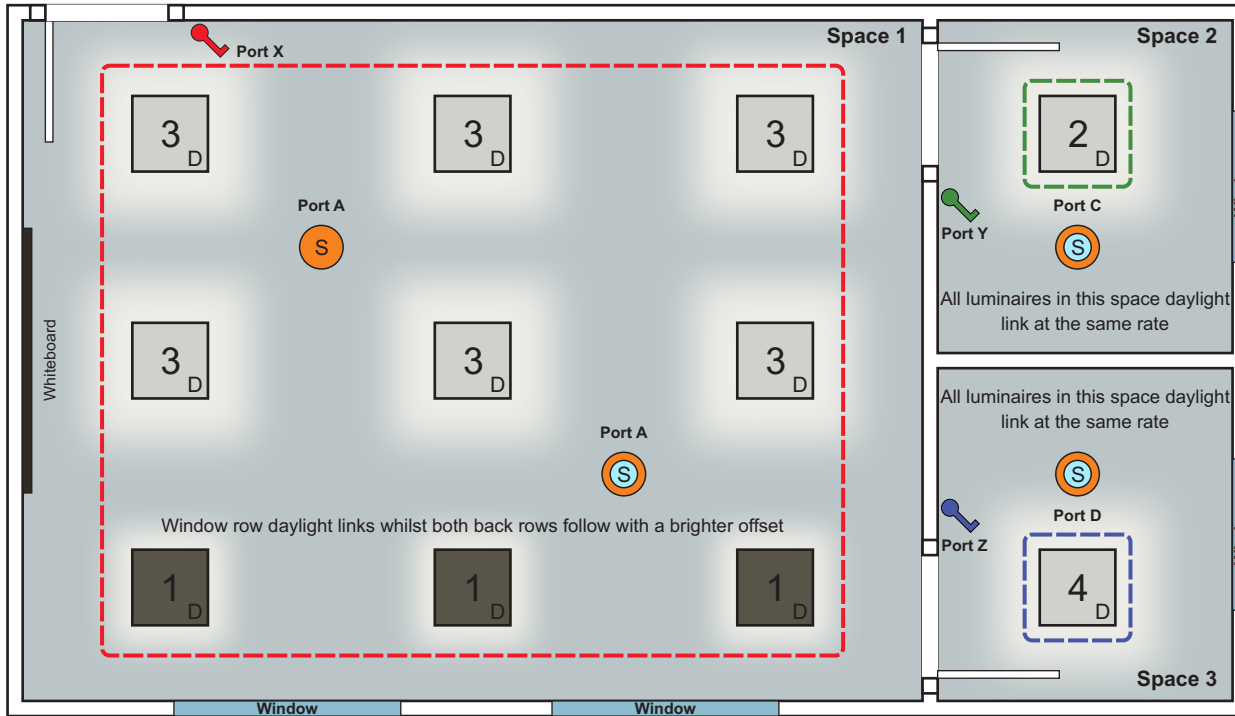 Space 1
Space 2
Port X
3 D
3 D
3 D
2 D
Port A
S
Port Y
Port C
S
All luminaires in this space daylight
link at the same rate
Whiteboard
3 D
3 D
3 D
All luminaires in this space daylight
link at the same rate
Port A
S
S
Port D
Port Z
Window row daylight links whilst both back rows follow with a brighter offset
1 D
1 D
1 D
4 D
Space 3
Window
Window